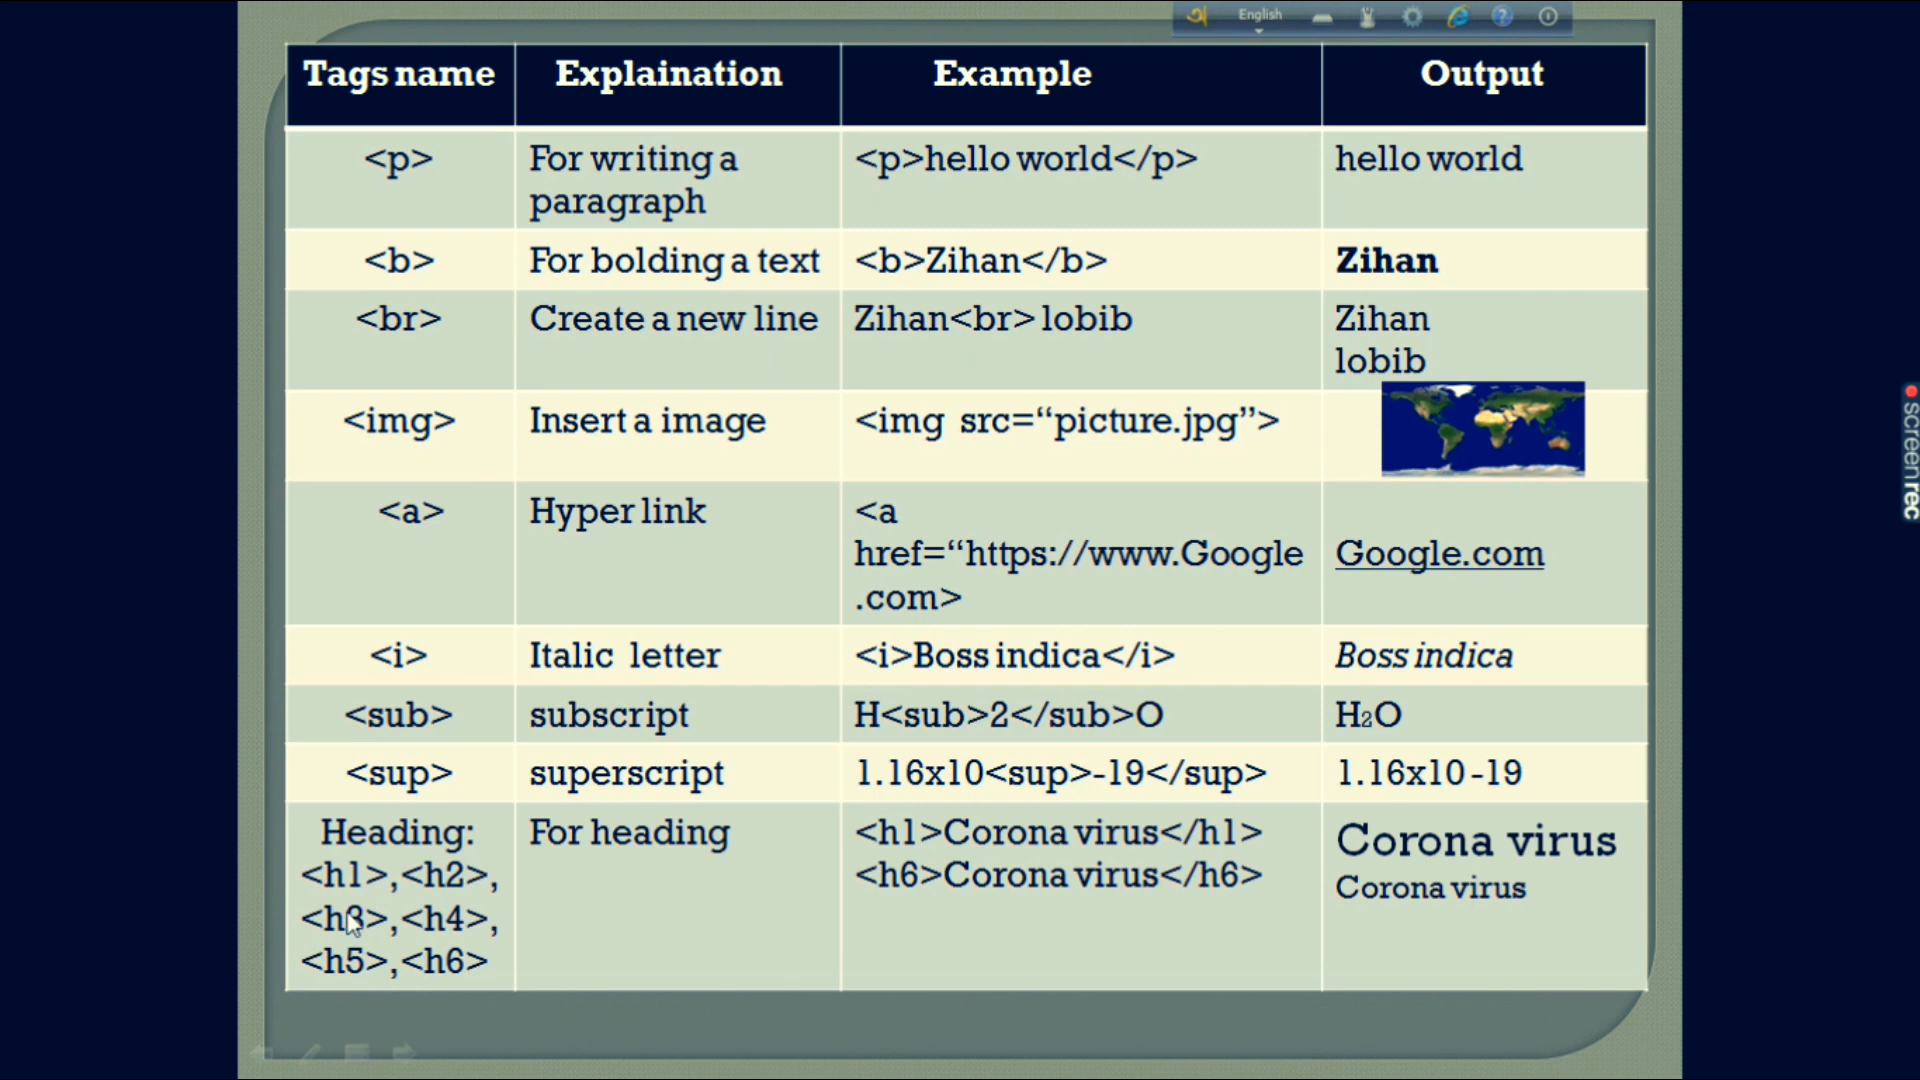 English
Tags name Explaination Example Output
<p> For writing a <p>hello world</p> hello world
paragraph
<b> For bolding a text <b>Zihan</b> Zihan
<br> Create a new line Zihan<br> lobib Zihan
lobib
<img> Insert a image <img src=“picture.jpg”>
<a> Hyper link <a
href=“https://www.Google Google.com
.com>
<i> Italic letter <i>Boss indica</i> Boss indica
<sub> subscript H<sub>2</sub>O H2O
<sup> superscript 1.16x10<sup>-19</sup> 1.16x10-19
Heading: For heading <h1>Corona virus</h1> Corona virus
<h1>,<h2>, <h6>Corona virus</h6> Corona virus
<h3>,<h4>,
<h5>,<h6>
screenrec